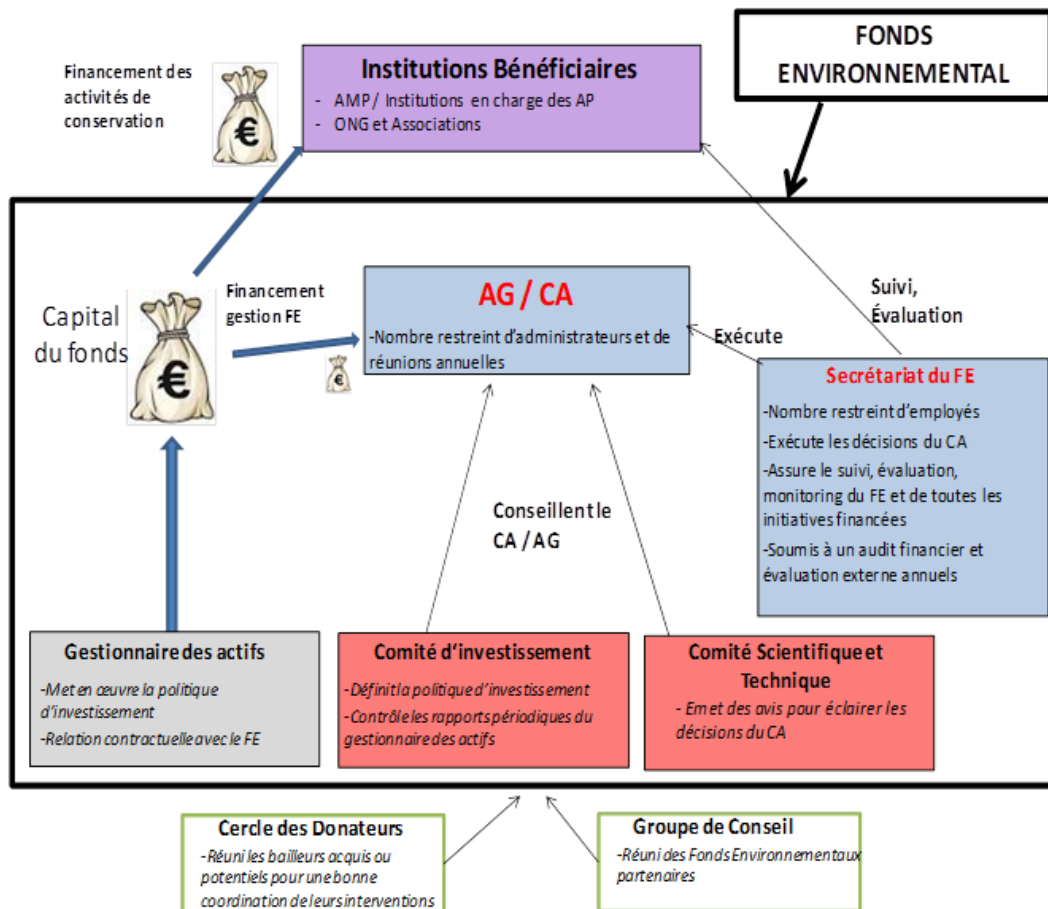 FONDS
ENVIRONNEMENTAL
Financement des
activités de
conservation
€
Institutions Bénéficiaires
- AMP / Institutions en charge des AP
- ONG et Associations
Capital
du fonds
€
Financement
gestion FE
AG / CA
-Nombre restreint d'administrateurs et de
réunions annuelles
Exécute
Suivi,
Évaluation
Secrétariat du FE
-Nombre restreint d'employés
-Exécute les décisions du CA
-Assure le suivi, évaluation,
monitoring du FE et de toutes les
initiatives financées
-Soumis à un audit financier et
évaluation externe annuels
Conseillent le
CA / AG
Gestionnaire des actifs
-Met en œuvre la politique
d'investissement
-Relation contractuelle avec le FE
Comité d'investissement
-Définit la politique d'investissement
-Contrôle les rapports périodiques du
gestionnaire des actifs
Comité Scientifique et
Technique
- Emet des avis pour éclairer les
décisions du CA
Cercle des Donateurs
-Réuni les bailleurs acquis ou
potentiels pour une bonne
coordination de leurs interventions
Groupe de Conseil
-Réuni des Fonds Environnementaux
partenaires